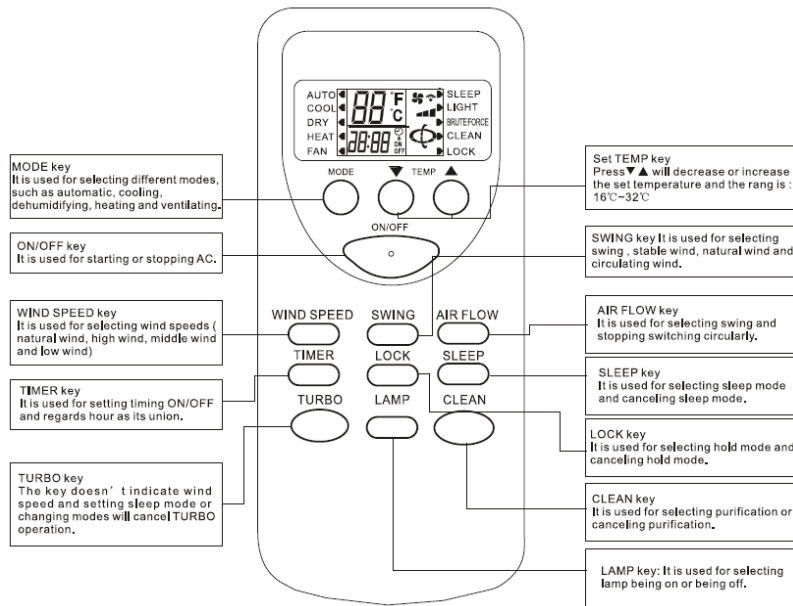 AUTO
COOL
DRY
HEAT
FAN
88 °F
°C
28:88 ON
OFF
SLEEP
LIGHT
BRUTEFORCE
CLEAN
LOCK
MODE ▼ TEMP ▲
ON/OFF
WIND SPEED SWING AIR FLOW
TIMER LOCK SLEEP
TURBO LAMP CLEAN
MODE key
It is used for selecting different modes,
such as automatic, cooling,
dehumidifying, heating and ventilating.
ON/OFF key
It is used for starting or stopping AC.
WIND SPEED key
It is used for selecting wind speeds (
natural wind, high wind, middle wind
and low wind)
TIMER key
It is used for setting timing ON/OFF
and regards hour as its union.
TURBO key
The key doesn't indicate wind
speed and setting sleep mode or
changing modes will cancel TURBO
operation.
Set TEMP key
Press▼▲ will decrease or increase
the set temperature and the rang is :
16℃~32℃
SWING key It is used for selecting
swing , stable wind, natural wind and
circulating wind.
AIR FLOW key
It is used for selecting swing and
stopping switching circularly.
SLEEP key
It is used for selecting sleep mode
and canceling sleep mode.
LOCK key
It is used for selecting hold mode and
canceling hold mode.
CLEAN key
It is used for selecting purification or
canceling purification.
LAMP key: It is used for selecting
lamp being on or being off.